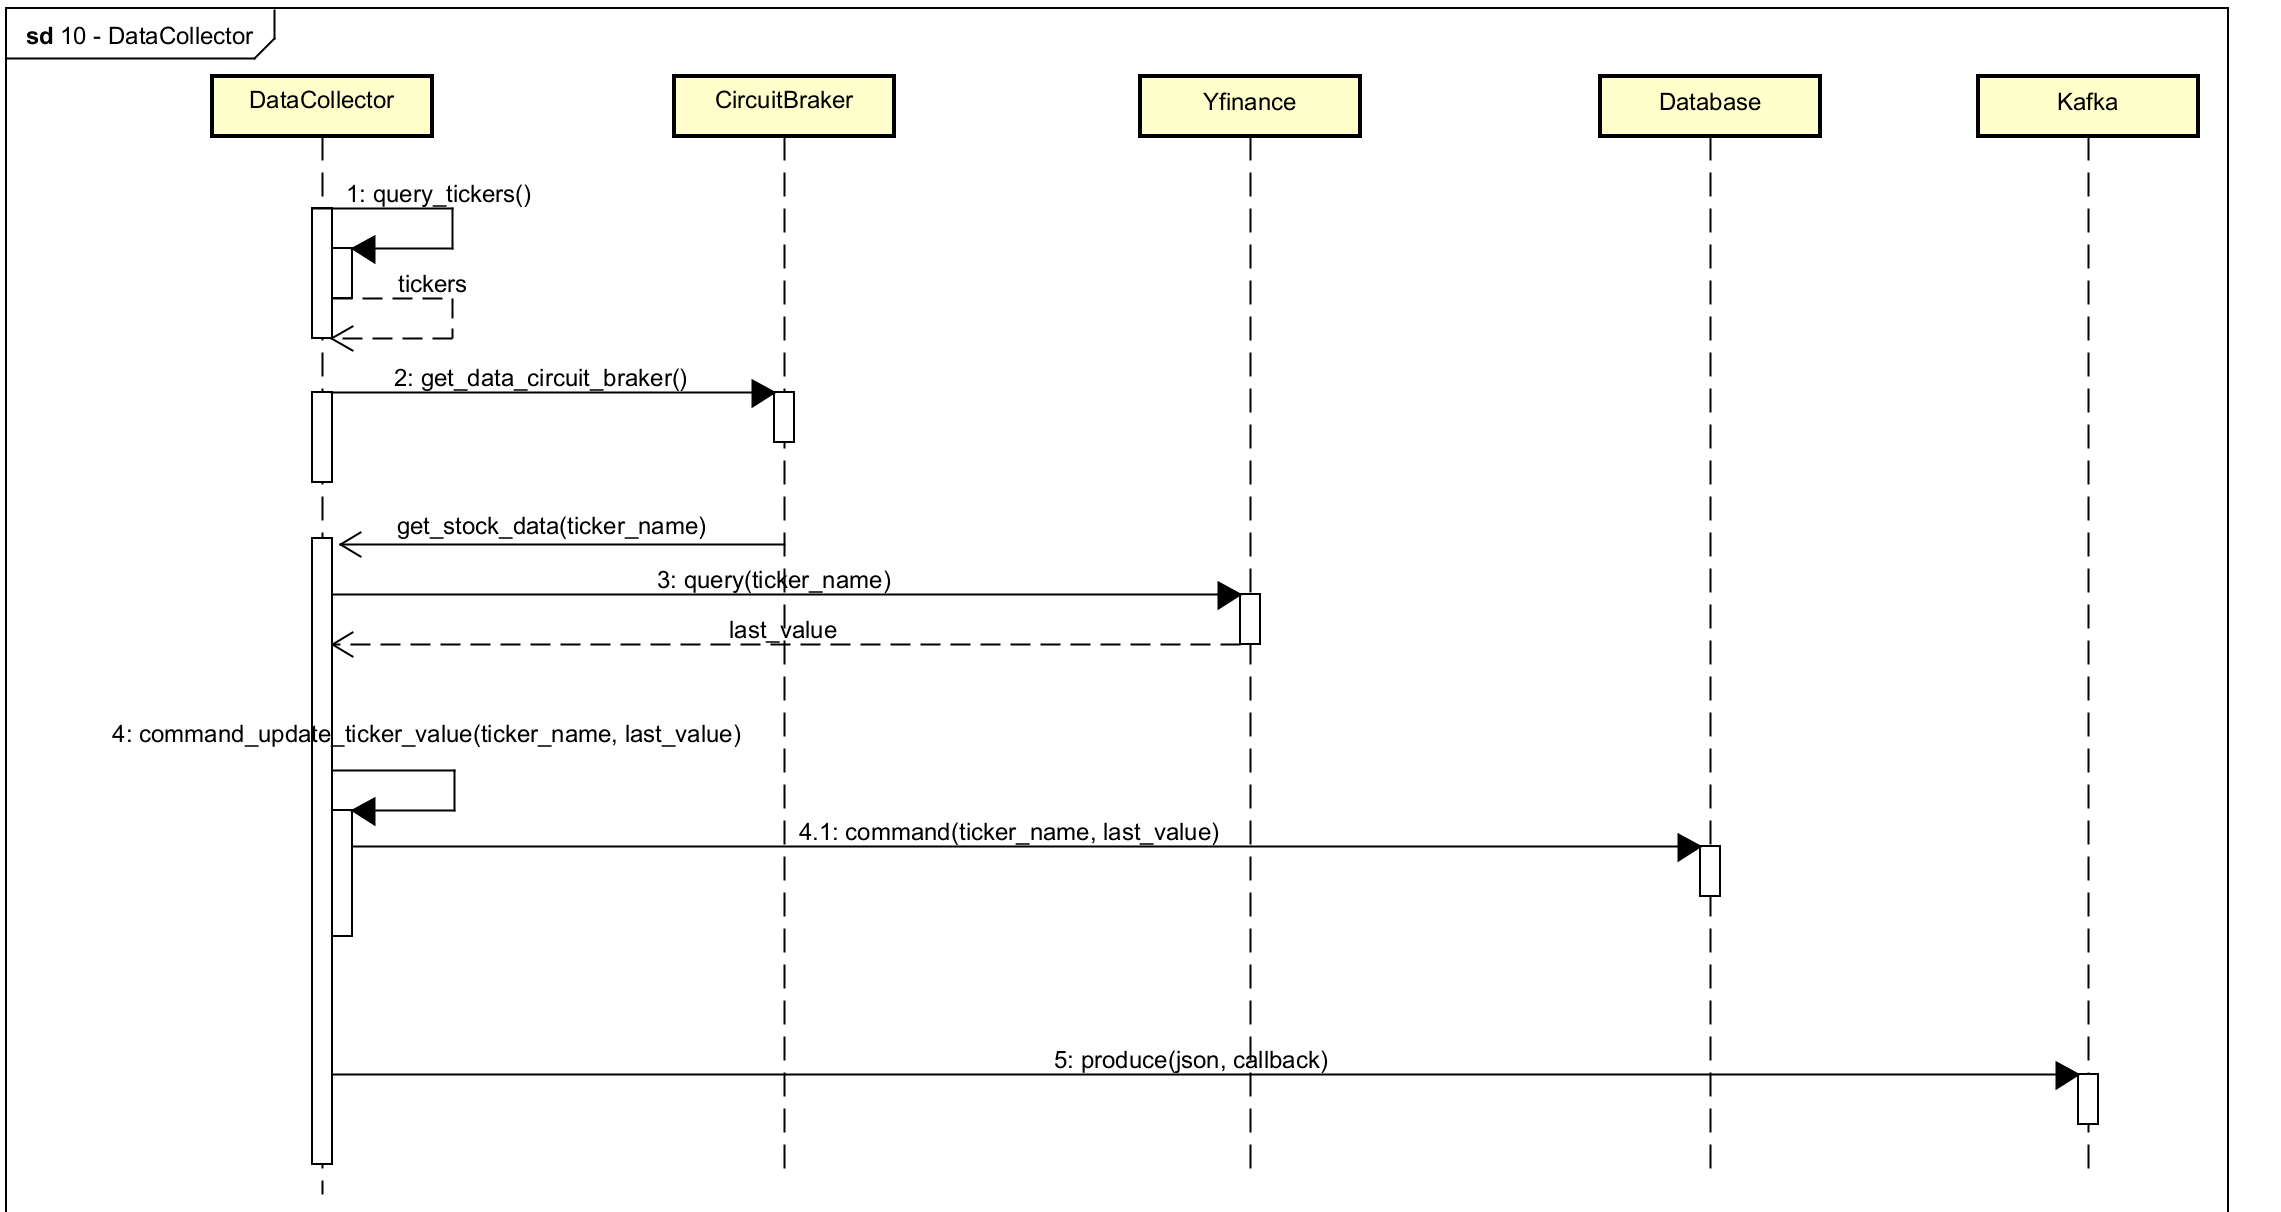 sd 10 - DataCollector
DataCollector
CircuitBraker
Yfinance
Database
Kafka
1: query_tickers()
tickers
2: get_data_circuit_braker()
get_stock_data(ticker_name)
3: query(ticker_name)
last_value
4: command_update_ticker_value(ticker_name, last_value)
4.1: command(ticker_name, last_value)
5: produce(json, callback)